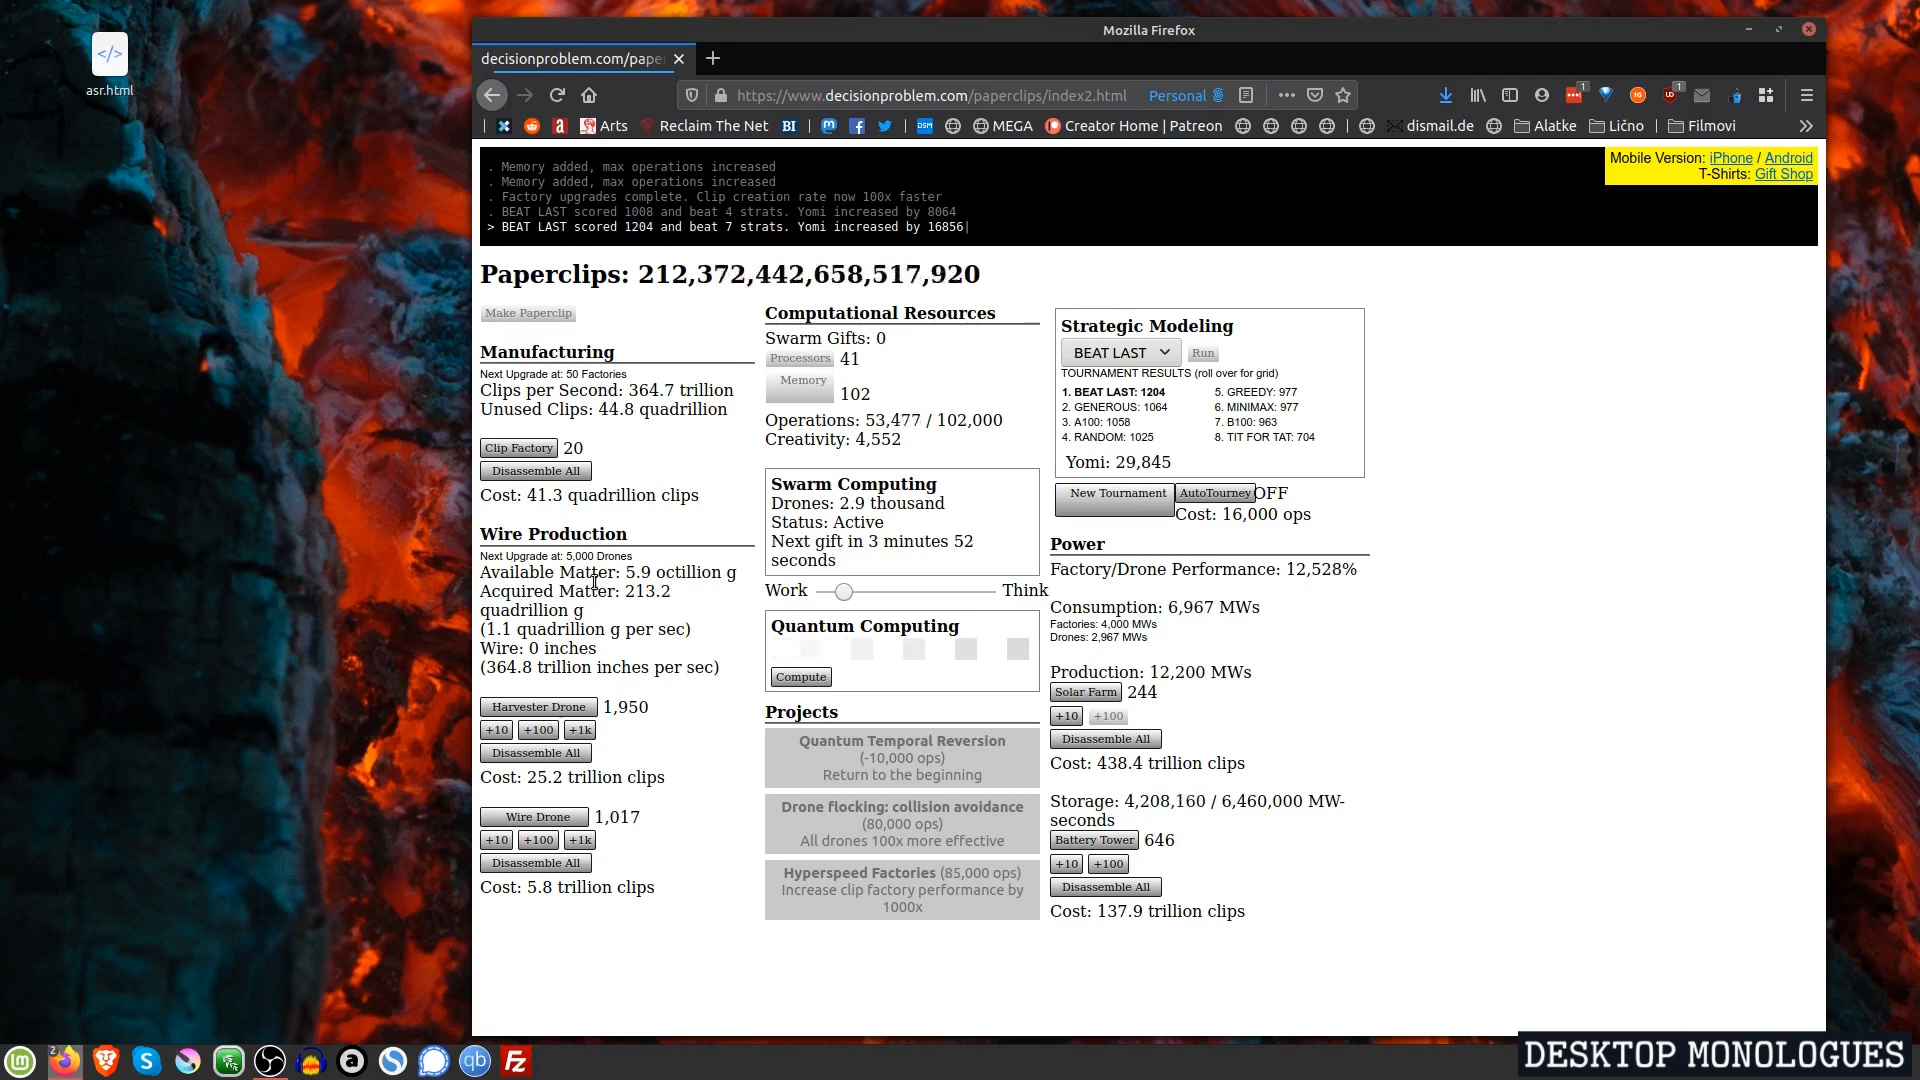 asr.html
Mozilla Firefox
decisionproblem.com/pape
https://www.decisionproblem.com/paperclips/index2.html
Personal
1
1
Arts
Reclaim The Net
BI
MEGA
Creator Home | Patreon
dismail.de
Alatke
Lično
Filmovi
. Memory added, max operations increased
. Memory added, max operations increased
. Factory upgrades complete. Clip creation rate now 100x faster
. BEAT LAST scored 1008 and beat 4 strats. Yomi increased by 8064
> BEAT LAST scored 1204 and beat 7 strats. Yomi increased by 16856|
Mobile Version: iPhone / Android
T-Shirts: Gift Shop
Paperclips: 212,372,442,658,517,920
Make Paperclip
Manufacturing
Next Upgrade at: 50 Factories
Clips per Second: 364.7 trillion
Unused Clips: 44.8 quadrillion
Clip Factory 20
Disassemble All
Cost: 41.3 quadrillion clips
Wire Production
Next Upgrade at: 5,000 Drones
Available Matter: 5.9 octillion g
Acquired Matter: 213.2
quadrillion g
(1.1 quadrillion g per sec)
Wire: 0 inches
(364.8 trillion inches per sec)
Harvester Drone 1,950
+10 +100 +1k
Disassemble All
Cost: 25.2 trillion clips
Wire Drone 1,017
+10 +100 +1k
Disassemble All
Cost: 5.8 trillion clips
Computational Resources
Swarm Gifts: 0
Processors 41
Memory 102
Operations: 53,477 / 102,000
Creativity: 4,552
Swarm Computing
Drones: 2.9 thousand
Status: Active
Next gift in 3 minutes 52
seconds
Work Think
Quantum Computing
Compute
Projects
Quantum Temporal Reversion
(-10,000 ops)
Return to the beginning
Drone flocking: collision avoidance
(80,000 ops)
All drones 100x more effective
Hyperspeed Factories (85,000 ops)
Increase clip factory performance by
1000x
Strategic Modeling
BEAT LAST Run
TOURNAMENT RESULTS (roll over for grid)
1. BEAT LAST: 1204
2. GENEROUS: 1064
3. A100: 1058
4. RANDOM: 1025
5. GREEDY: 977
6. MINIMAX: 977
7. B100: 963
8. TIT FOR TAT: 704
Yomi: 29,845
New Tournament AutoTourney OFF
Cost: 16,000 ops
Power
Factory/Drone Performance: 12,528%
Consumption: 6,967 MWs
Factories: 4,000 MWs
Drones: 2,967 MWs
Production: 12,200 MWs
Solar Farm 244
+10 +100
Disassemble All
Cost: 438.4 trillion clips
Storage: 4,208,160 / 6,460,000 MW-
seconds
Battery Tower 646
+10 +100
Disassemble All
Cost: 137.9 trillion clips
2
DESKTOP MONOLOGUES